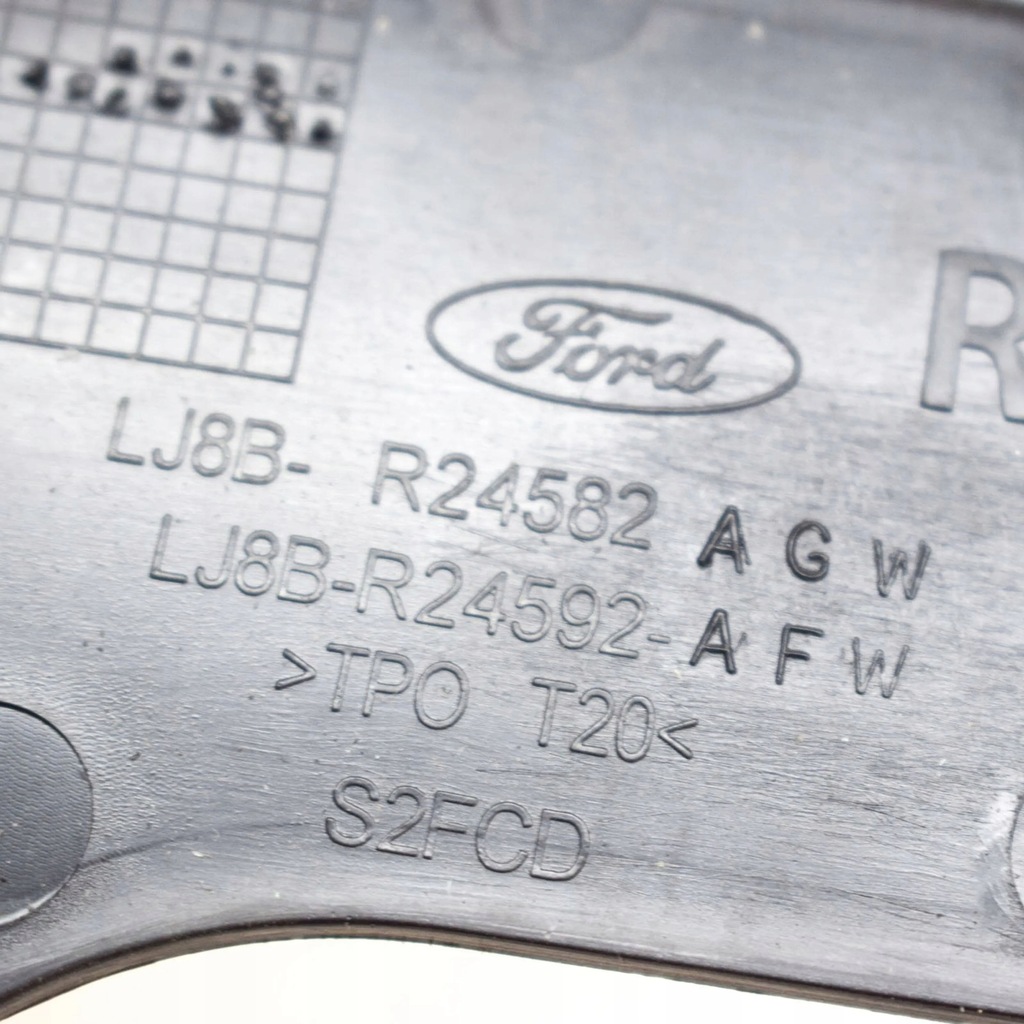 Ford
R
LJ8B- R24582 A G W
LJ8B-R24592-A F W
>TPO T20<
S2FCD